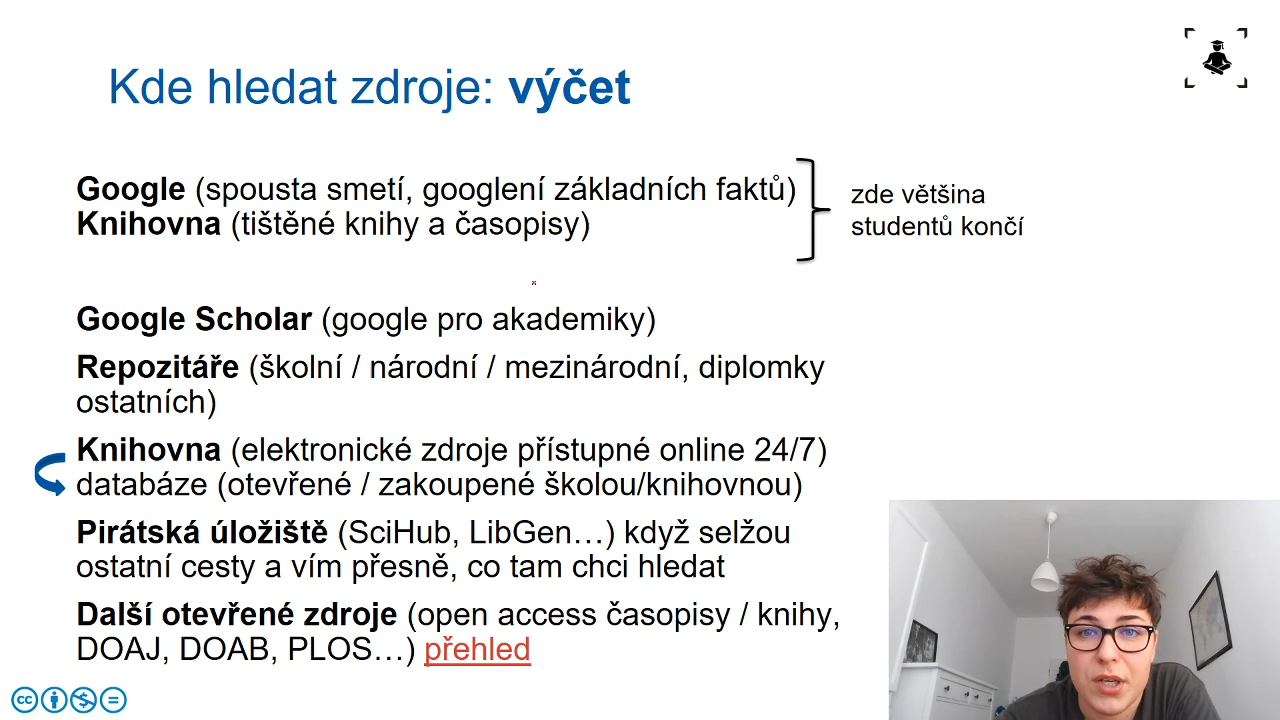 Kde hledat zdroje: výčet
Google (spousta smetí, googlení základních faktů)
Knihovna (tištěné knihy a časopisy)
zde většina
studentů končí
Google Scholar (google pro akademiky)
Repozitáře (školní / národní / mezinárodní, diplomky
ostatních)
Knihovna (elektronické zdroje přístupné online 24/7)
databáze (otevřené / zakoupené školou/knihovnou)
Pirátská úložiště (SciHub, LibGen…) když selžou
ostatní cesty a vím přesně, co tam chci hledat
Další otevřené zdroje (open access časopisy / knihy,
DOAJ, DOAB, PLOS…) přehled
cc